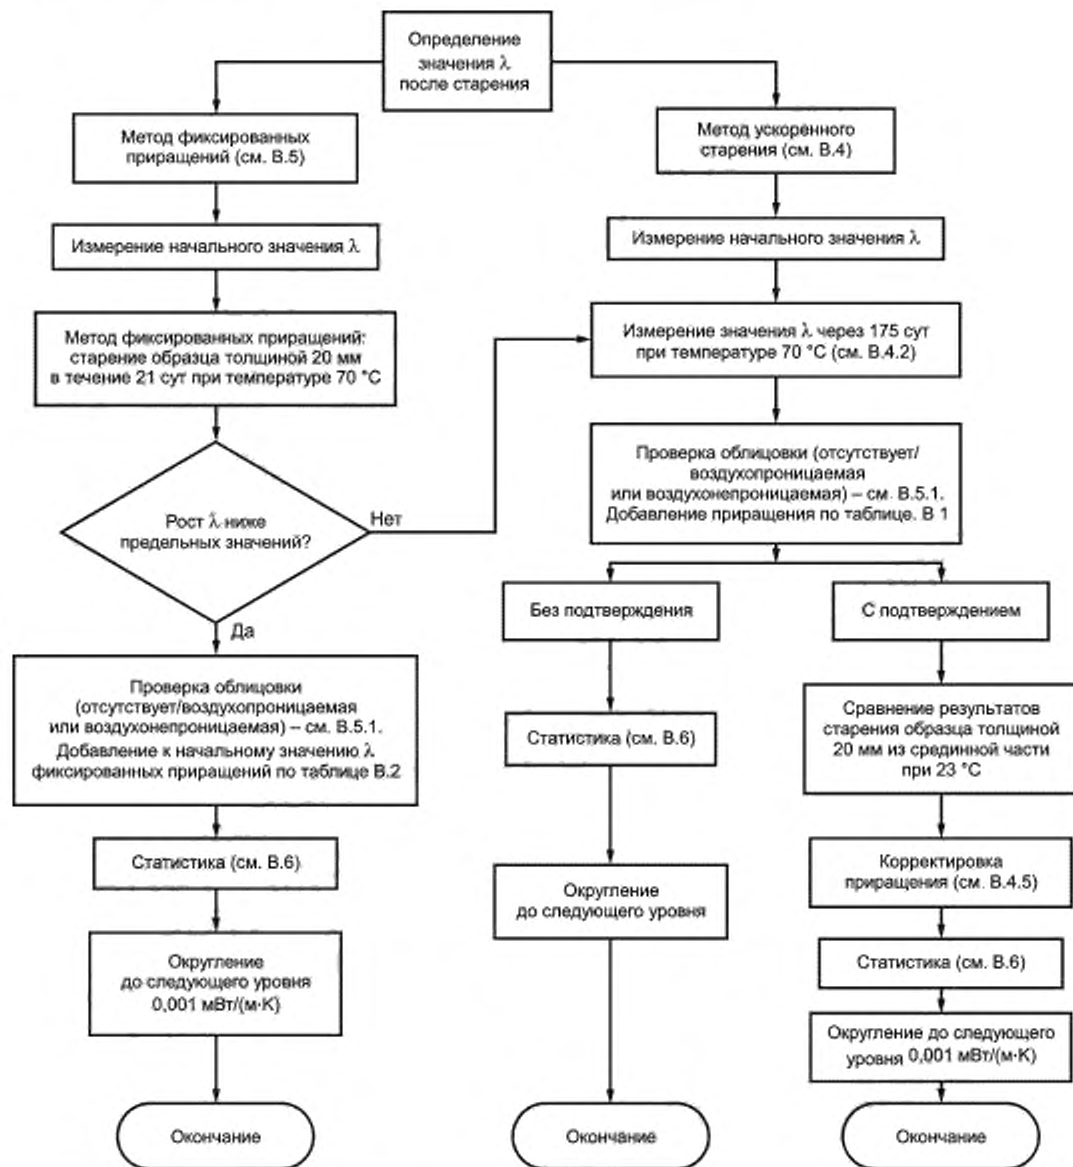 Определение
значения λ
после старения
Метод фиксированных
приращений (см. В.5)
Измерение начального значения λ
Метод фиксированных приращений:
старение образца толщиной 20 мм
в течение 21 сут при температуре 70 °С
Рост λ ниже
предельных значений?
Нет
Да
Проверка облицовки
(отсутствует/воздухопроницаемая
или воздухонепроницаемая) – см. В.5.1.
Добавление к начальному значению λ
фиксированных приращений по таблице В.2
Статистика (см. В.6)
Округление
до следующего уровня
0,001 мВт/(м·К)
Окончание
Метод ускоренного
старения (см. В.4)
Измерение начального значения λ
Измерение значения λ через 175 сут
при температуре 70 °С (см. В.4.2)
Проверка облицовки (отсутствует/
воздухопроницаемая
или воздухонепроницаемая) – см. В.5.1.
Добавление приращения по таблице. В 1
Без подтверждения
Статистика (см. В.6)
Округление
до следующего уровня
Окончание
С подтверждением
Сравнение результатов
старения образца толщиной
20 мм из срединной части
при 23 °С
Корректировка
приращения (см. В.4.5)
Статистика (см. В.6)
Округление до следующего
уровня 0,001 мВт/(м·К)
Окончание